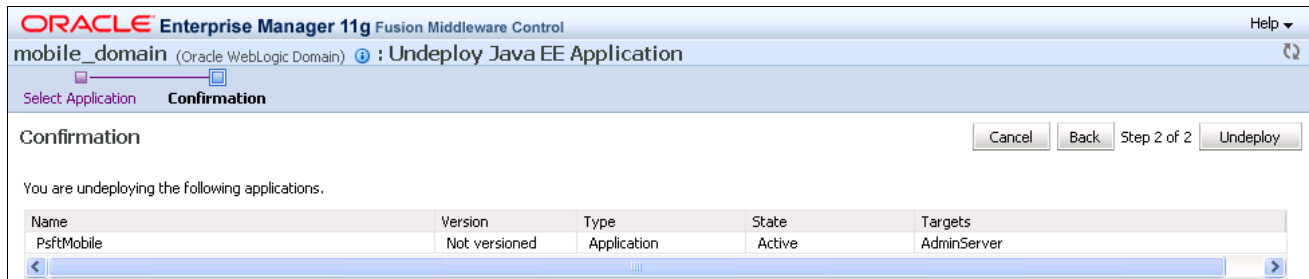 ORACLE Enterprise Manager 11g Fusion Middleware Control Help
mobile_domain (Oracle WebLogic Domain) : Undeploy Java EE Application
Select Application Confirmation
Confirmation Cancel Back Step 2 of 2 Undeploy
You are undeploying the following applications.
Name Version Type State Targets
PsftMobile Not versioned Application Active AdminServer